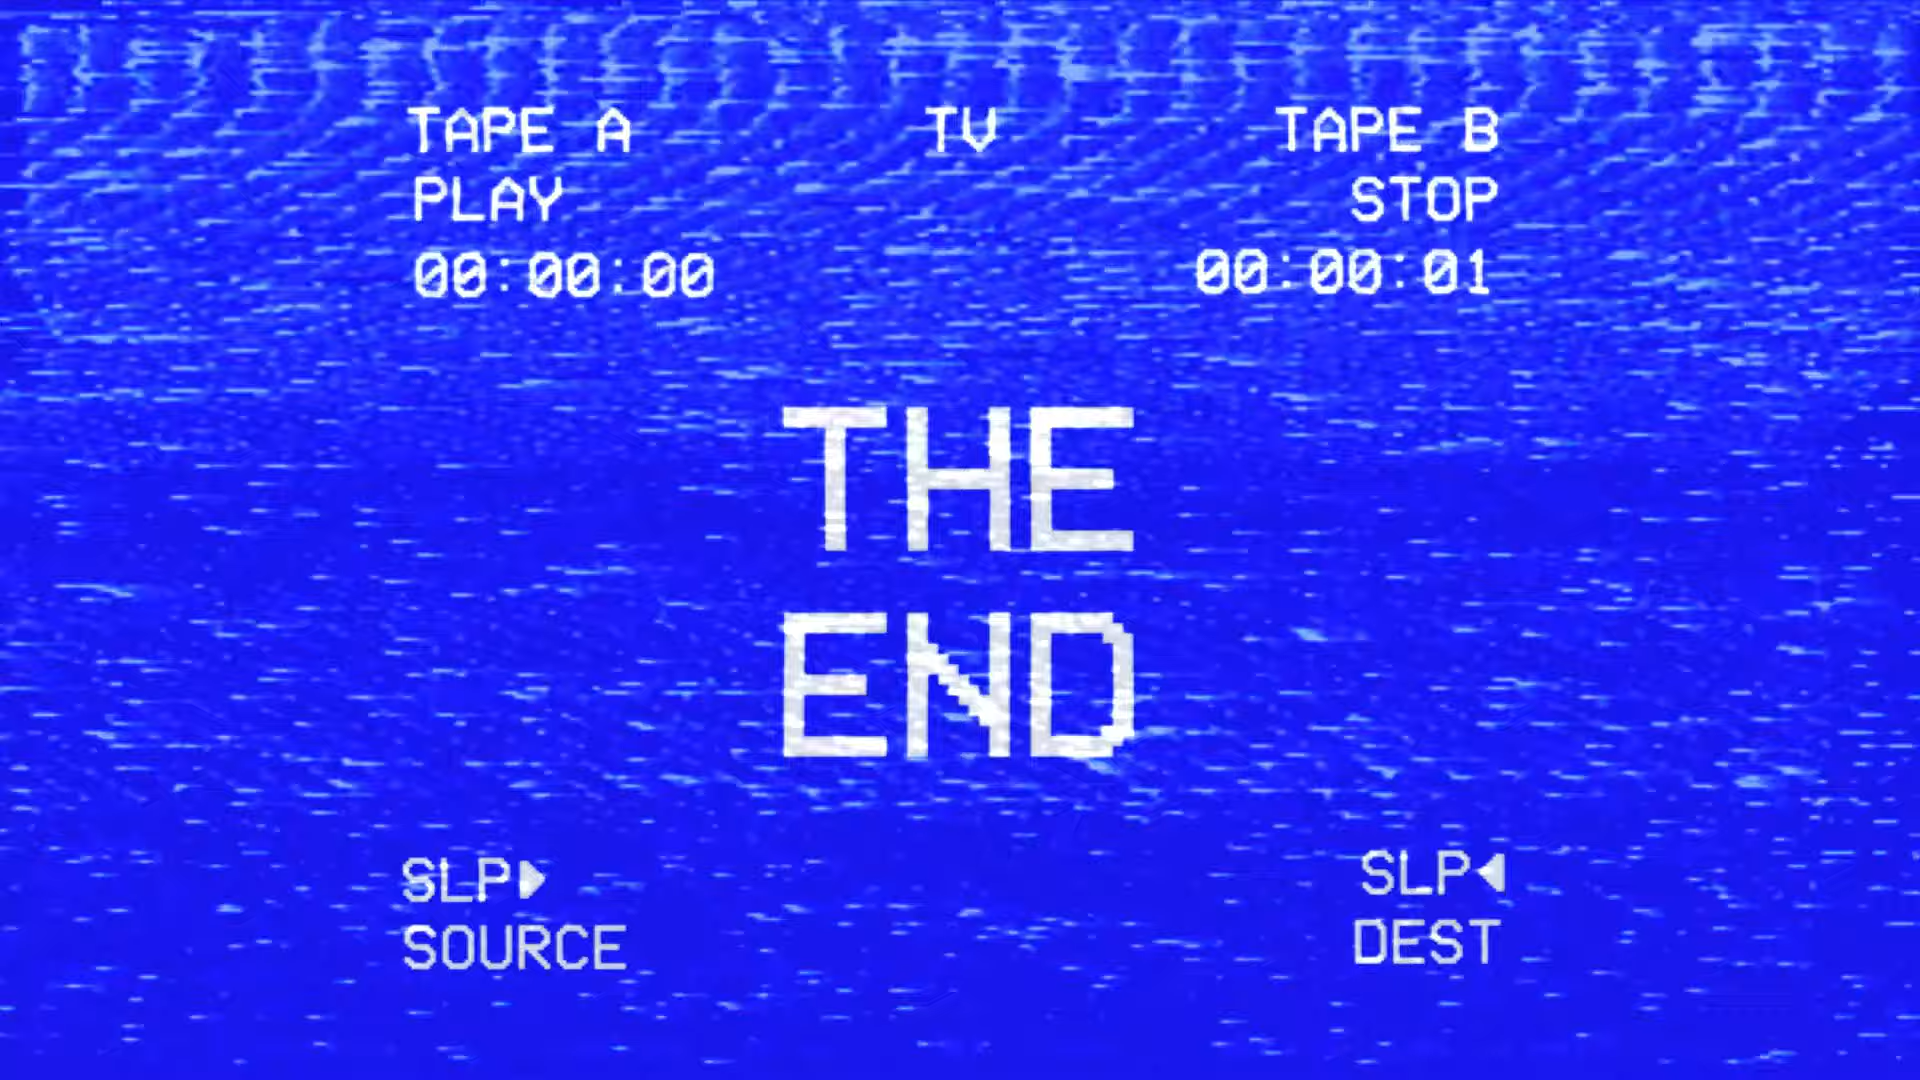 TAPE A TV TAPE B
PLAY STOP
00:00:00 00:00:01
THE
END
SLP▶ SLP◀
SOURCE DEST